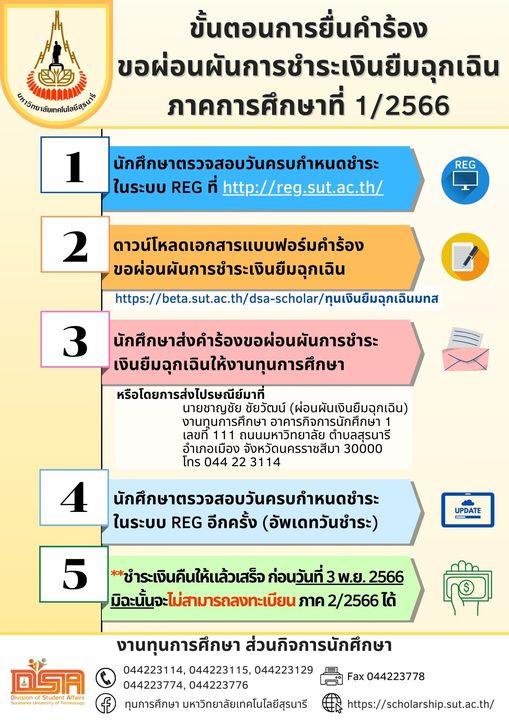 ขั้นตอนการยื่นคำร้อง
ขอผ่อนผันการชำระเงินยืมฉุกเฉิน
ภาคการศึกษาที่ 1/2566
มหาวิทยาลัยเทคโนโลยีสุรนารี
1
นักศึกษาตรวจสอบวันครบกำหนดชำระ
ในระบบ REG ที่ http://reg.sut.ac.th/
REG
2
ดาวน์โหลดเอกสารแบบฟอร์มคำร้อง
ขอผ่อนผันการชำระเงินยืมฉุกเฉิน
https://beta.sut.ac.th/dsa-scholar/ทุนเงินยืมฉุกเฉินมทส
3
นักศึกษาส่งคำร้องขอผ่อนผันการชำระ
เงินยืมฉุกเฉินให้งานทุนการศึกษา
หรือโดยการส่งไปรษณีย์มาที่
นายชาญชัย ชัยวัฒน์ (ผ่อนผันเงินยืมฉุกเฉิน)
งานทุนการศึกษา อาคารกิจการนักศึกษา 1
เลขที่ 111 ถนนมหาวิทยาลัย ตำบลสุรนารี
อำเภอเมือง จังหวัดนครราชสีมา 30000
โทร 044 22 3114
4
นักศึกษาตรวจสอบวันครบกำหนดชำระ
ในระบบ REG อีกครั้ง (อัพเดทวันชำระ)
UPDATE
5
**ชำระเงินคืนให้แล้วเสร็จ ก่อนวันที่ 3 พ.ย. 2566
มิฉะนั้นจะไม่สามารถลงทะเบียน ภาค 2/2566 ได้
งานทุนการศึกษา ส่วนกิจการนักศึกษา
DSA
Division of Student Affairs
Suranaree University of Technology
044223114, 044223115, 044223129
044223774, 044223776
Fax 044223778
ทุนการศึกษา มหาวิทยาลัยเทคโนโลยีสุรนารี
https://scholarship.sut.ac.th